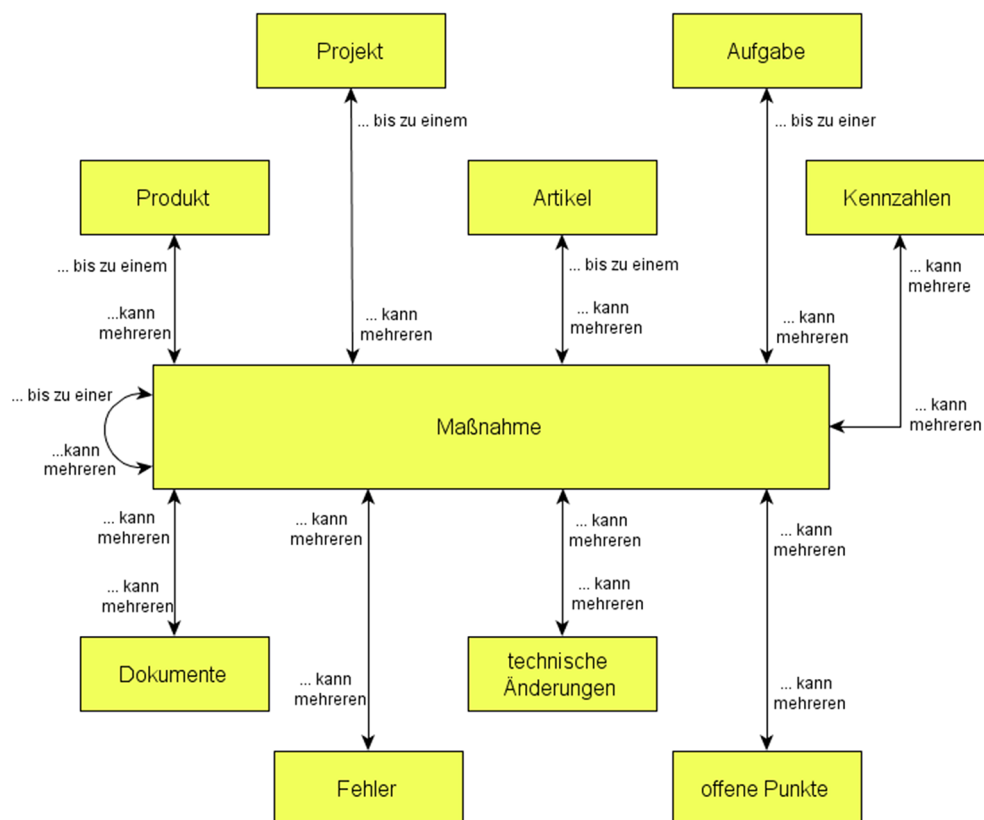 Projekt
Aufgabe
... bis zu einem
... bis zu einer
Produkt
Artikel
Kennzahlen
... bis zu einem
... bis zu einem
... kann
mehrere
...kann
mehreren
... kann
mehreren
... kann
mehreren
... kann
mehreren
... bis zu einer
...kann
mehreren
Maßnahme
... kann
mehreren
... kann
mehreren
... kann
mehreren
... kann
mehreren
... kann
mehreren
... kann
mehreren
... kann
mehreren
Dokumente
technische
Änderungen
... kann
mehreren
... kann
mehreren
Fehler
offene Punkte